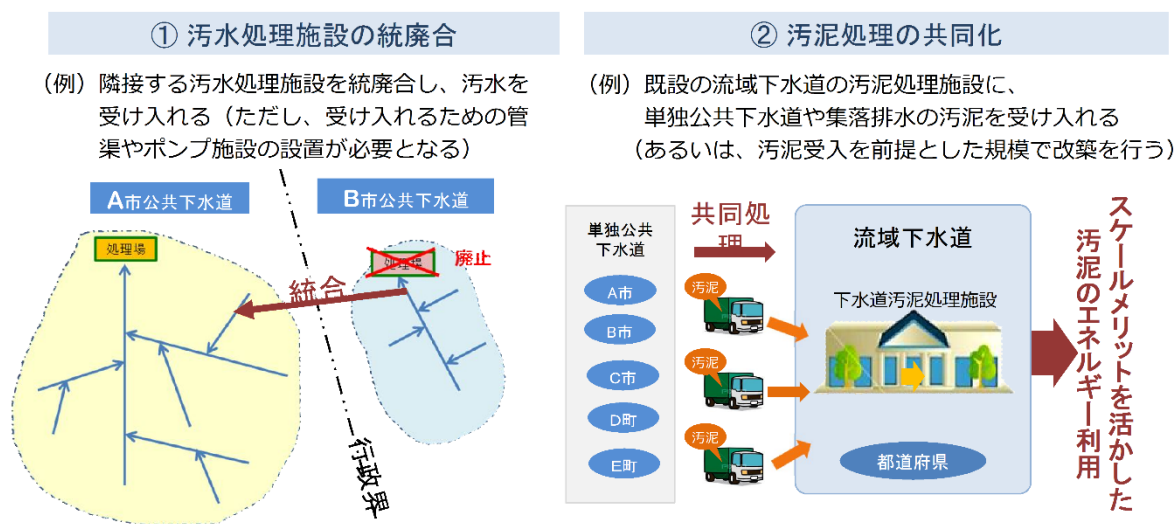 ① 汚水処理施設の統廃合
（例）隣接する汚水処理施設を統廃合し、汚水を
受け入れる（ただし、受け入れるための管
渠やポンプ施設の設置が必要となる）
A市公共下水道
B市公共下水道
処理場
処理場
廃止
統合
行政界
② 汚泥処理の共同化
（例）既設の流域下水道の汚泥処理施設に、
単独公共下水道や集落排水の汚泥を受け入れる
（あるいは、汚泥受入を前提とした規模で改築を行う）
単独公共
下水道
A市
B市
C市
D町
E町
共同処
理
汚泥
汚泥
汚泥
流域下水道
下水道汚泥処理施設
都道府県
スケールメリットを活かした
汚泥のエネルギー利用